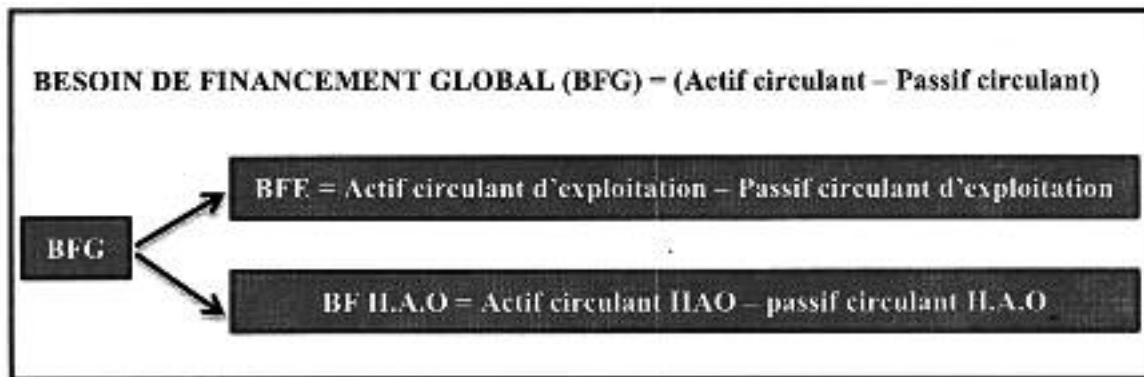 BESOIN DE FINANCEMENT GLOBAL (BFG) = (Actif circulant – Passif circulant)
BFE = Actif circulant d'exploitation – Passif circulant d'exploitation
BFG
BF H.A.O = Actif circulant HAO – passif circulant H.A.O